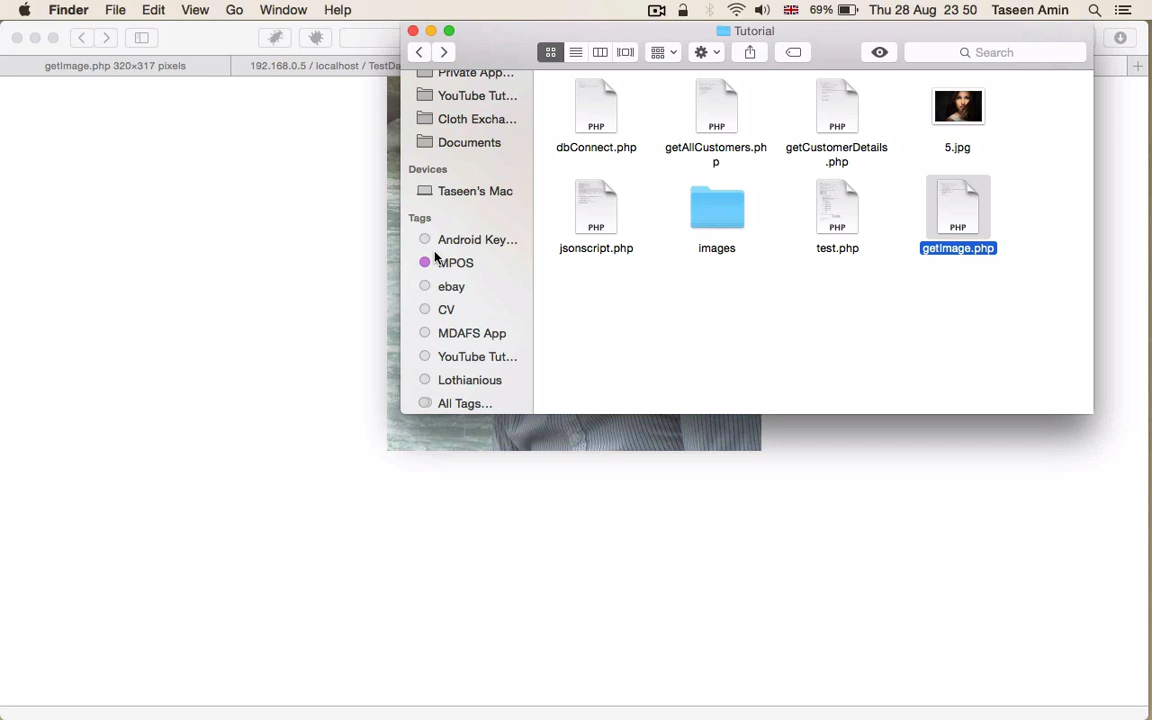 Finder File Edit View Go Window Help 69% Thu 28 Aug 23 50 Taseen Amin
Tutorial
Search
getImage.php 320×317 pixels
192.168.0.5 / localhost / TestDa
Private App...
YouTube Tut...
Cloth Excha...
Documents
Devices
Taseen's Mac
Tags
Android Key...
MPOS
ebay
CV
MDAFS App
YouTube Tut...
Lothianious
All Tags...
PHP
dbConnect.php
PHP
getAllCustomers.ph
p
PHP
getCustomerDetails
.php
5.jpg
PHP
jsonscript.php
images
PHP
test.php
PHP
getImage.php